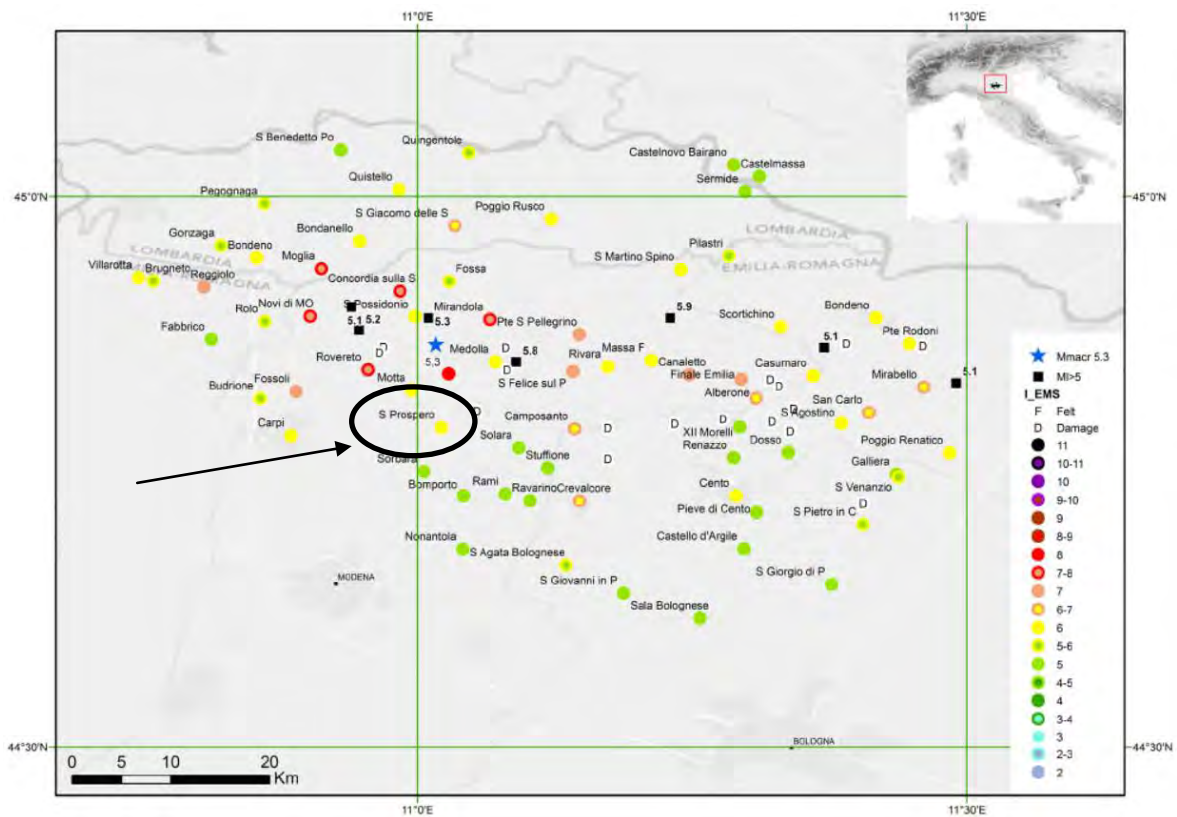 11°0'E
11°30'E
S Benedetto Po
Quingentole
Castelnovo Bairano
Castelmassa
Sermide
Quistello
45°0'N
45°0'N
Pegognaga
S Giacomo delle S
Poggio Rusco
Bondanello
LOMBARDIA
Gonzaga
Bondeno
Pilastri
Moglia
S Martino Spino
EMILIA-ROMAGNA
LOMBARDIA
Villarotta
Brugneto
Reggiolo
Concordia sulla S
Fossa
Novi di MO
S Possidonio
Mirandola
5.9
Bondeno
Rolo
5.1
5.2
5.3
Pte S Pellegrino
Scortichino
Fabbrico
Pte Rodoni
5.1
D
D
D
D
D
5.3
Medolla
5.8
Rivara
Massa F
Rovereto
D
Canaletto
Casumaro
Motta
S Felice sul P
Finale Emilia
D
D
Mirabello
5.1
Budrione
Fossoli
Alberone
San Carlo
S Prospero
D
Camposanto
D
S Agostino
Carpi
D
D
D
D
D
Solara
XII Morelli
Dosso
Poggio Renatico
Sorbara
Stuffione
D
Renazzo
Galliera
Bomporto
Rami
Ravarino
Crevalcore
Cento
S Venanzio
Pieve di Cento
S Pietro in C
D
Nonantola
S Agata Bolognese
Castello d'Argile
MODENA
S Giovanni in P
S Giorgio di P
Sala Bolognese
44°30'N
44°30'N
BOLOGNA
0 5 10 20
Km
11°0'E
11°30'E
Mmacr 5.3
Ml>5
I_EMS
F Felt
D Damage
11
10-11
10
9-10
9
8-9
8
7-8
7
6-7
6
5-6
5
4-5
4
3-4
3
2-3
2